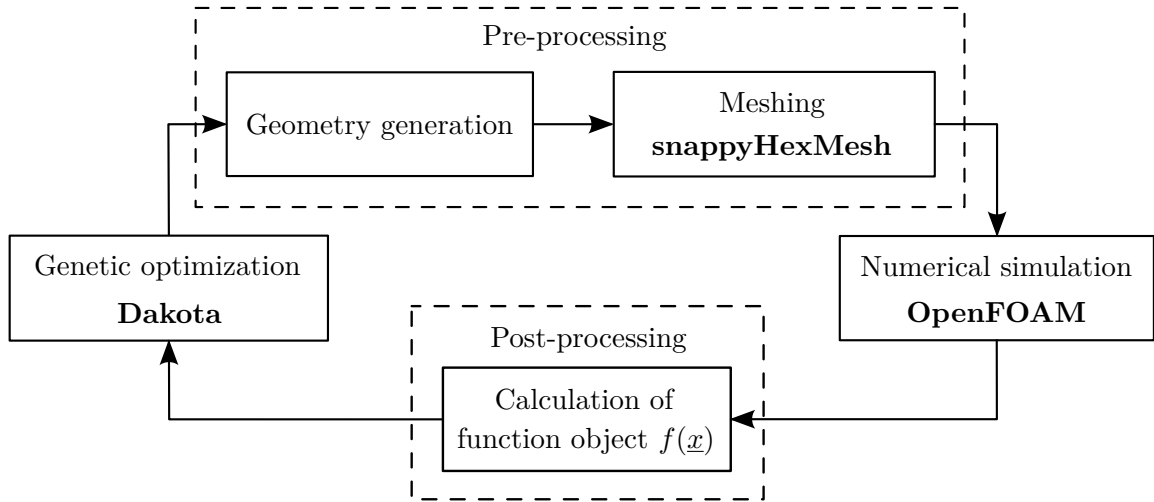 Pre-processing
Geometry generation
Meshing
snappyHexMesh
Genetic optimization
Dakota
Numerical simulation
OpenFOAM
Post-processing
Calculation of
function object f(x)